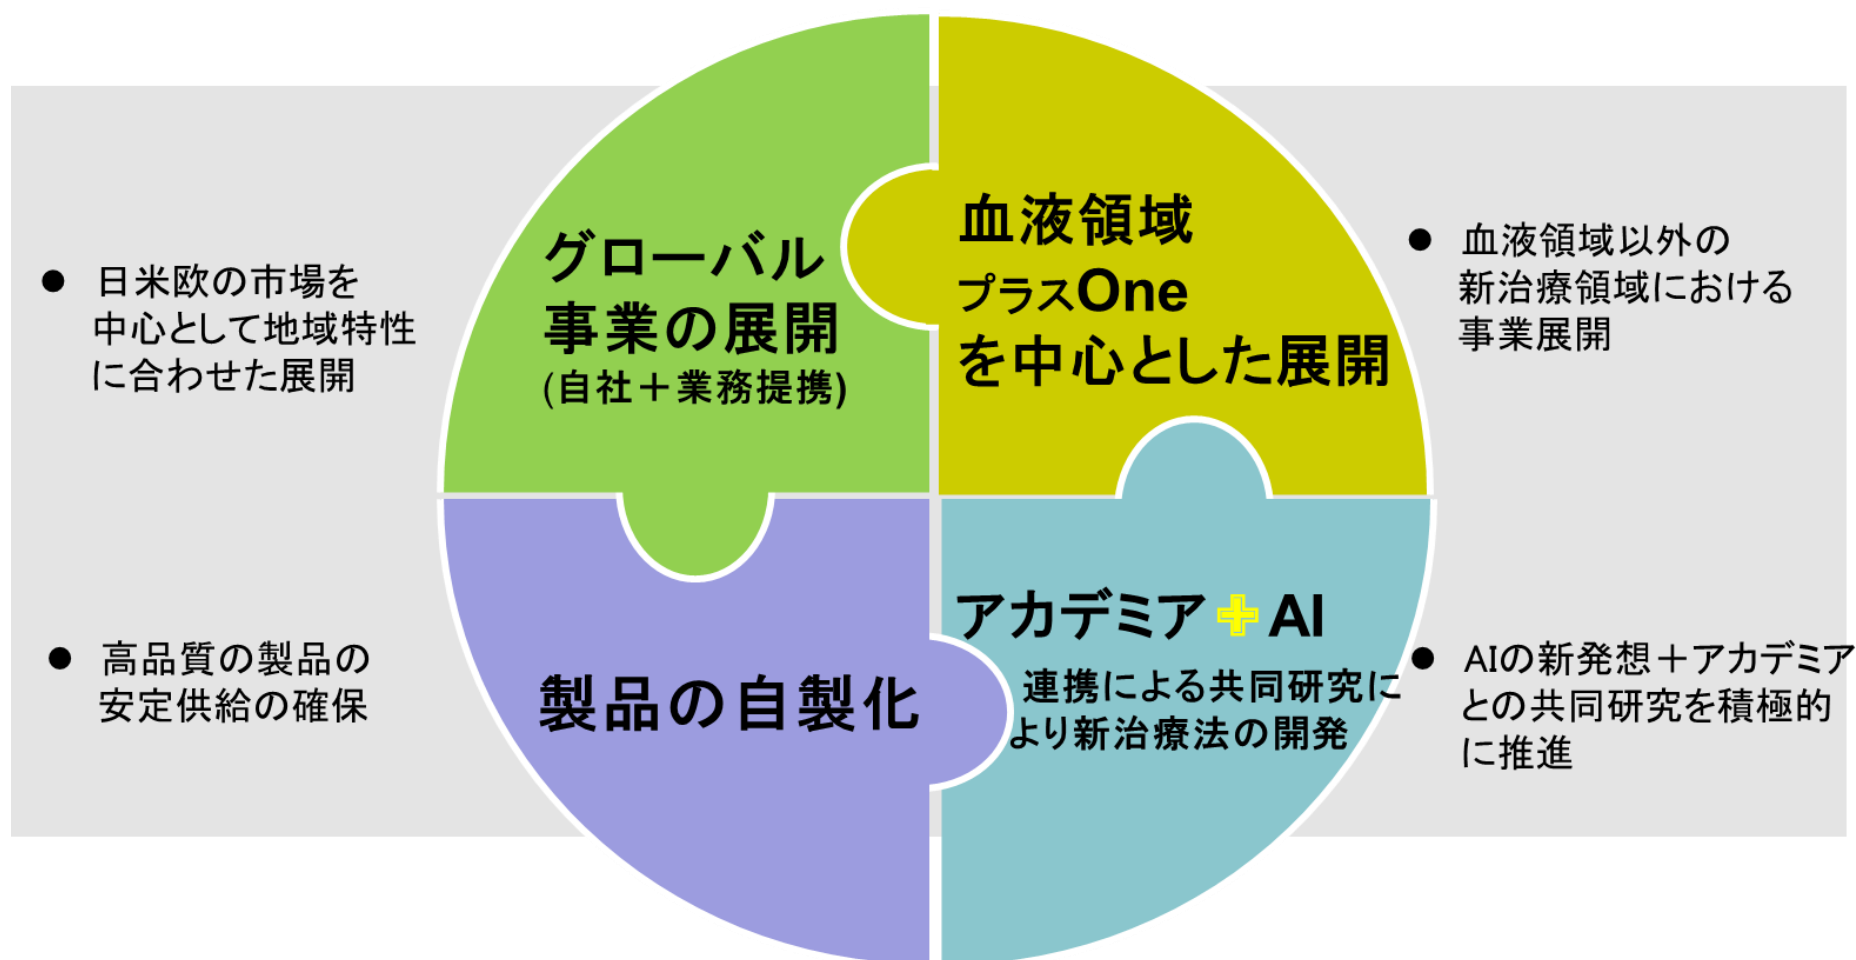 グローバル
事業の展開
(自社＋業務提携)
● 日米欧の市場を
中心として地域特性
に合わせた展開
血液領域
プラスOne
を中心とした展開
● 血液領域以外の
新治療領域における
事業展開
製品の自製化
● 高品質の製品の
安定供給の確保
アカデミア＋AI
連携による共同研究に
より新治療法の開発
● AIの新発想＋アカデミア
との共同研究を積極的
に推進